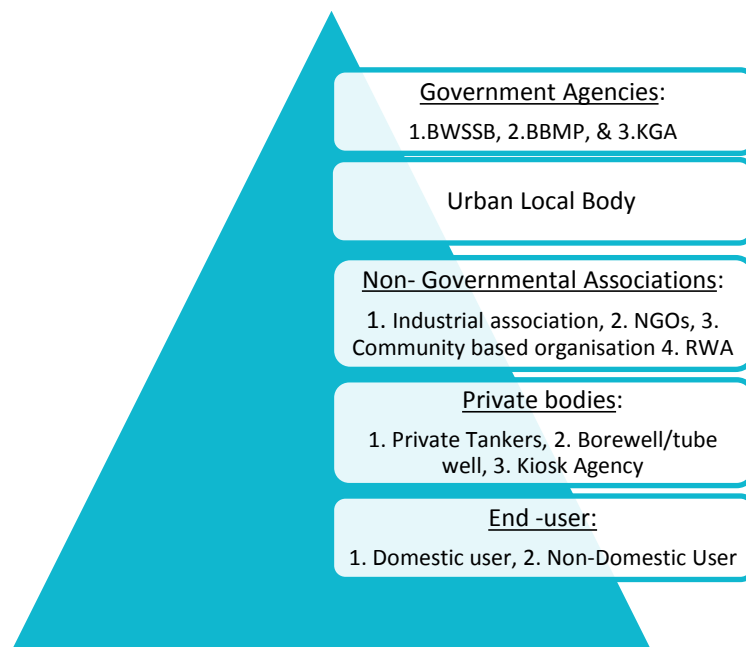 Government Agencies:
1.BWSSB, 2.BBMP, & 3.KGA
Urban Local Body
Non- Governmental Associations:
1. Industrial association, 2. NGOs, 3.
Community based organisation 4. RWA
Private bodies:
1. Private Tankers, 2. Borewell/tube
well, 3. Kiosk Agency
End -user:
1. Domestic user, 2. Non-Domestic User